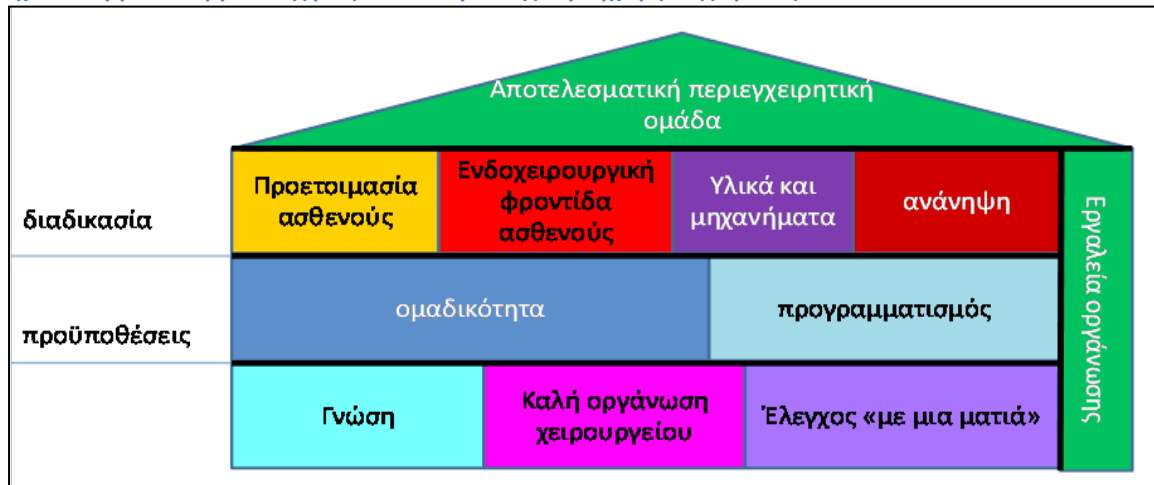 Αποτελεσματική περιεγχειρητική
ομάδα
διαδικασία
Προετοιμασία
ασθενούς
Ενδοχειρουργική
φροντίδα
ασθενούς
Υλικά και
μηχανήματα
ανάνηψη
Εργαλεία οργάνωσης
προϋποθέσεις
ομαδικότητα
προγραμματισμός
Γνώση
Καλή οργάνωση
χειρουργείου
Έλεγχος «με μια ματιά»